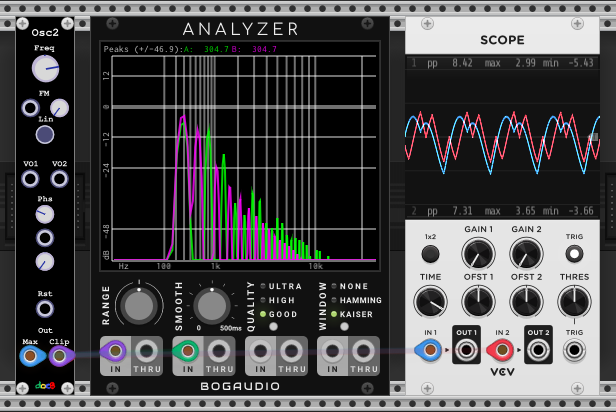 Osc2
Freq
FM
Lin
VO1 VO2
Phs
Rst
Out
Max Clip
docB
ANALYZER
Peaks (+/-46.9):A: 304.7 B: 304.7
12
0
-12
-24
-48
dB
Hz 100 1k 10k
RANGE
SMOOTH
0 500ms
QUALITY
ULTRA
HIGH
GOOD
WINDOW
NONE
HAMMING
KAISER
IN THRU IN THRU IN THRU IN THRU
BOGAUDIO
SCOPE
1 pp 8.42 max 2.99 min -5.43
2 pp 7.31 max 3.65 min -3.66
1x2 GAIN 1 GAIN 2 TRIG
TIME OFST 1 OFST 2 THRES
IN 1 OUT 1 IN 2 OUT 2 TRIG
VCV